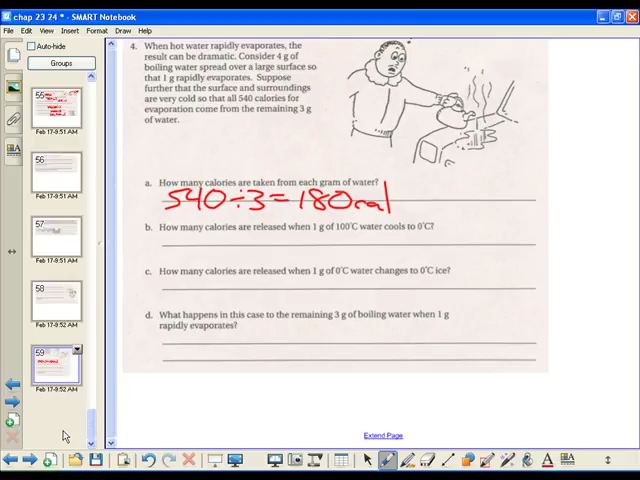 chap 23 24 * - SMART Notebook
File Edit View Insert Format Draw Help
Auto-hide
Groups
55
Feb 17-9:51 AM
56
Feb 17-9:51 AM
57
Feb 17-9:51 AM
58
Feb 17-9:52 AM
59
Feb 17-9:52 AM
4. When hot water rapidly evaporates, the
result can be dramatic. Consider 4 g of
boiling water spread over a large surface so
that 1 g rapidly evaporates. Suppose
further that the surface and surroundings
are very cold so that all 540 calories for
evaporation come from the remaining 3 g
of water.
a. How many calories are taken from each gram of water?
540 ÷ 3 = 180 cal
b. How many calories are released when 1 g of 100°C water cools to 0°C?
c. How many calories are released when 1 g of 0°C water changes to 0°C ice?
d. What happens in this case to the remaining 3 g of boiling water when 1 g
rapidly evaporates?
Extend Page